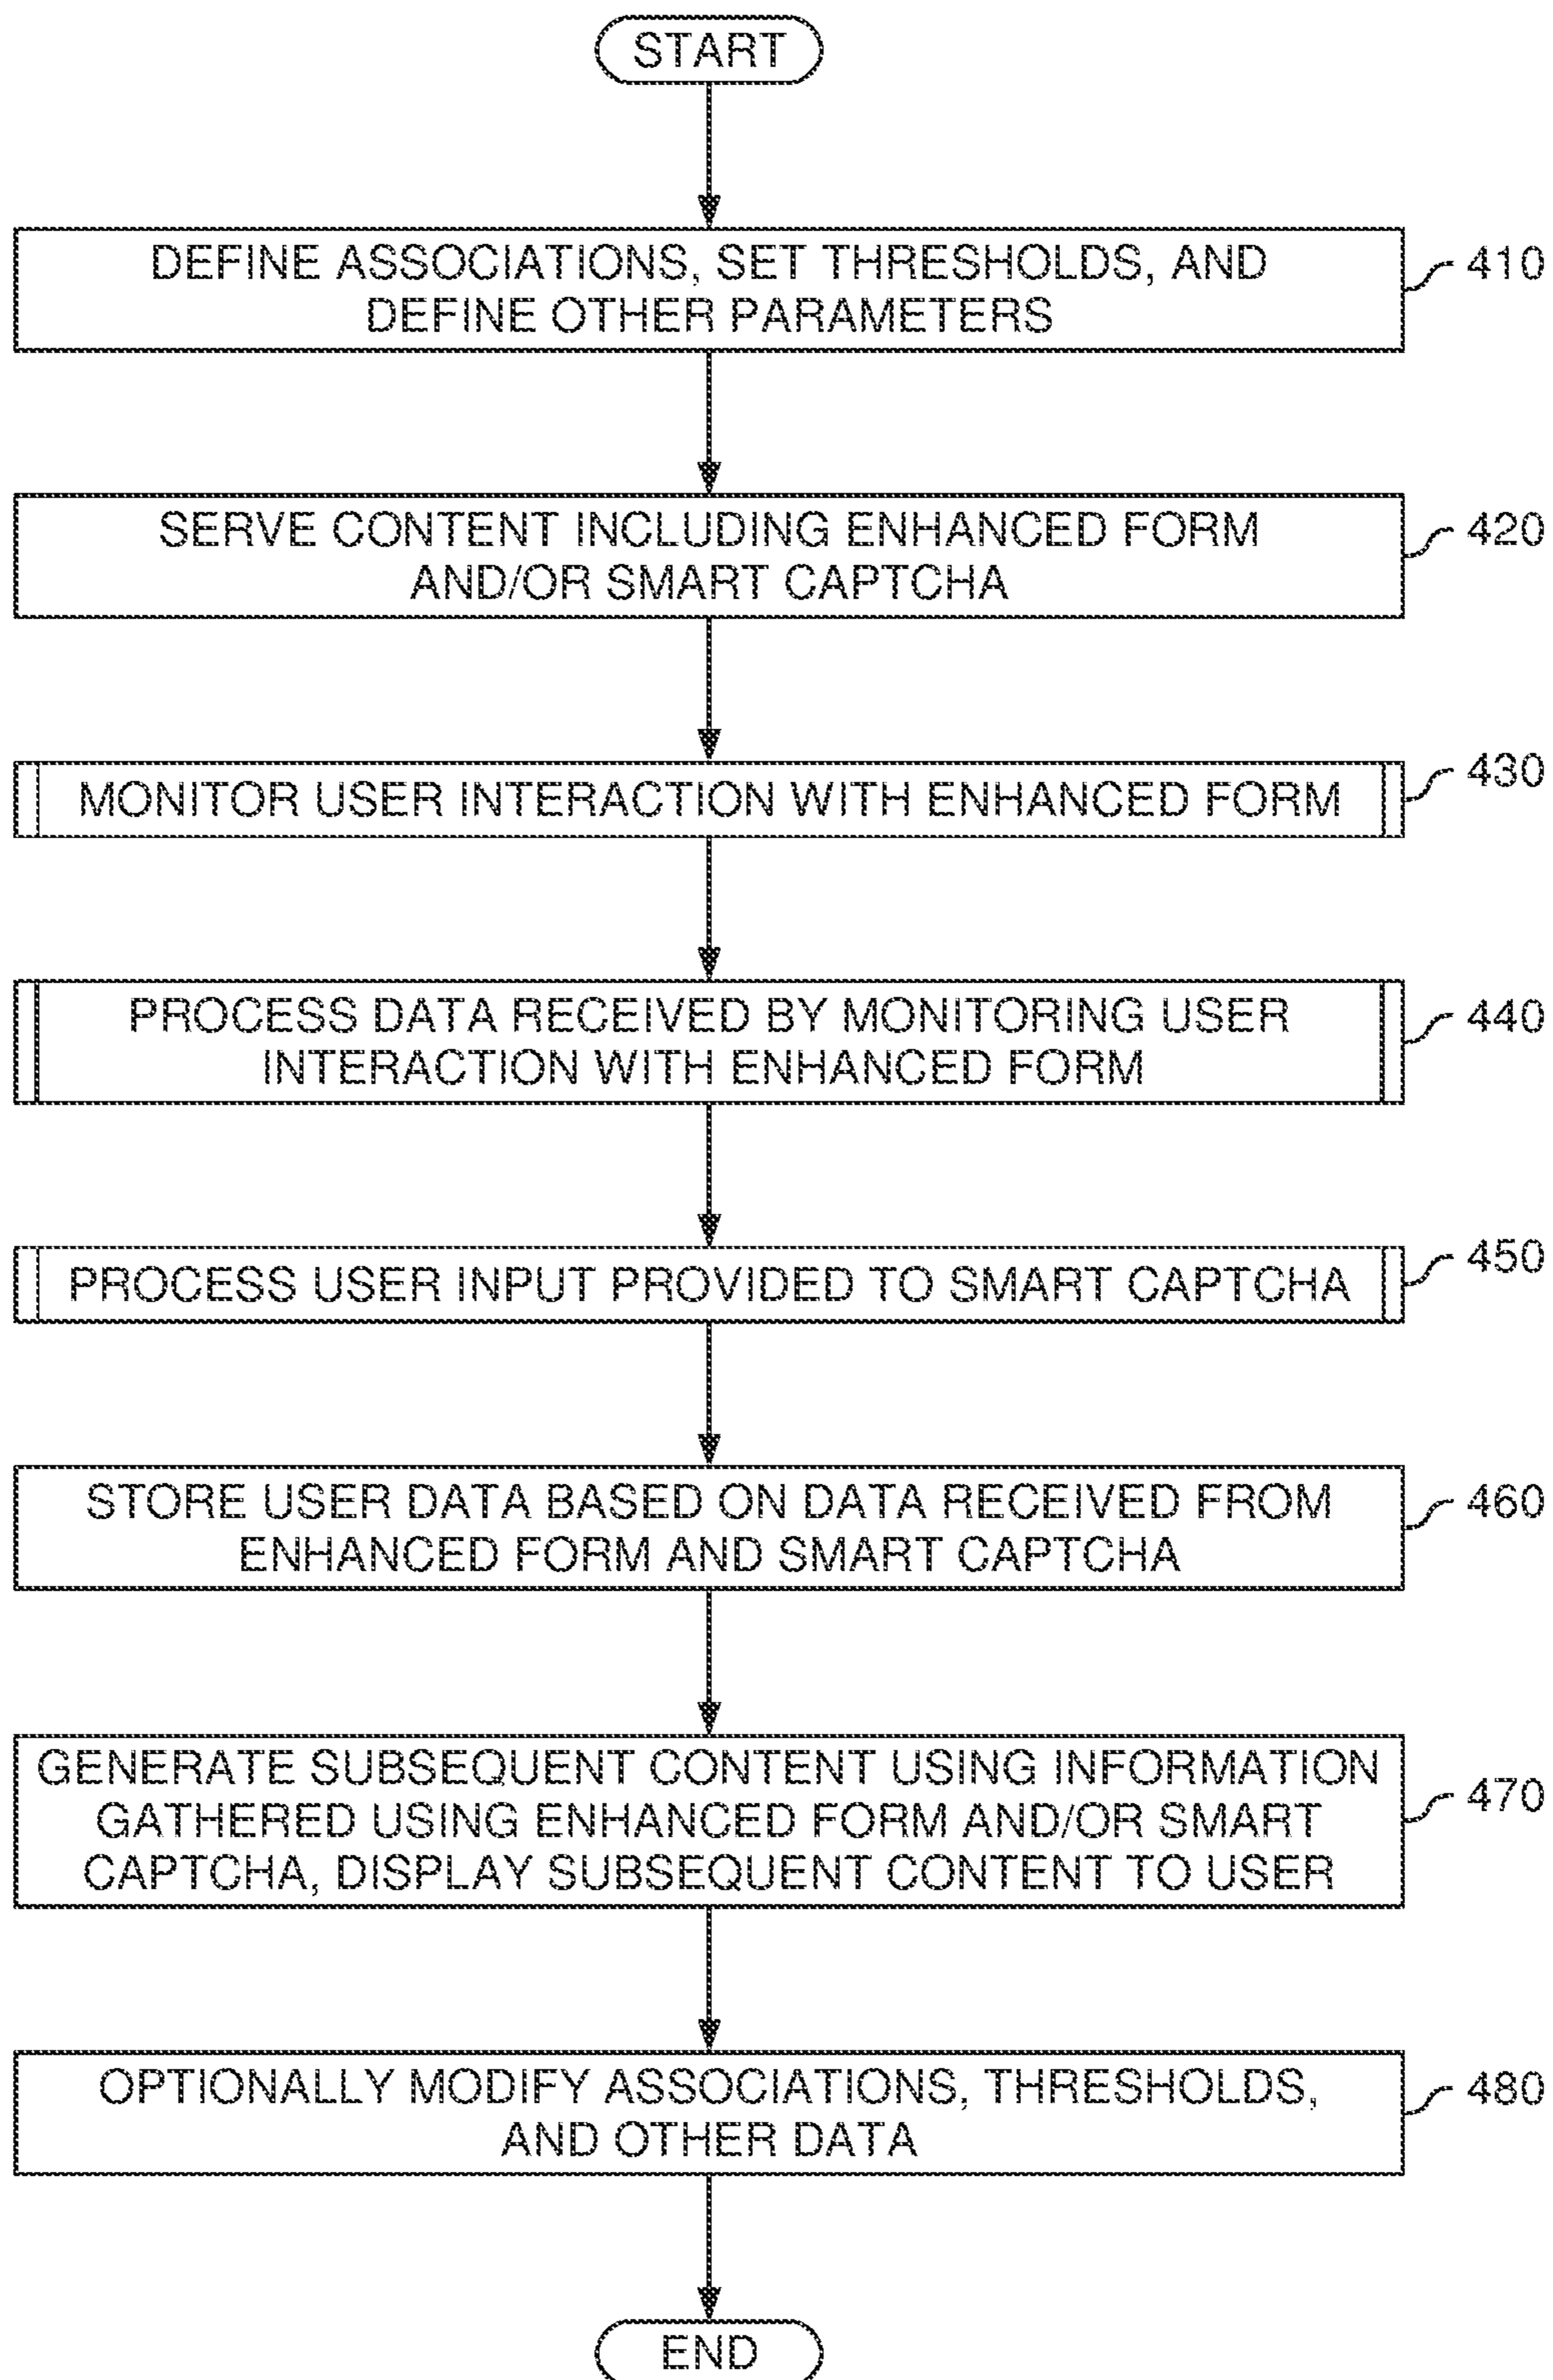 START
DEFINE ASSOCIATIONS, SET THRESHOLDS, AND
DEFINE OTHER PARAMETERS
410
SERVE CONTENT INCLUDING ENHANCED FORM
AND/OR SMART CAPTCHA
420
MONITOR USER INTERACTION WITH ENHANCED FORM
430
PROCESS DATA RECEIVED BY MONITORING USER
INTERACTION WITH ENHANCED FORM
440
PROCESS USER INPUT PROVIDED TO SMART CAPTCHA
450
STORE USER DATA BASED ON DATA RECEIVED FROM
ENHANCED FORM AND SMART CAPTCHA
460
GENERATE SUBSEQUENT CONTENT USING INFORMATION
GATHERED USING ENHANCED FORM AND/OR SMART
CAPTCHA, DISPLAY SUBSEQUENT CONTENT TO USER
470
OPTIONALLY MODIFY ASSOCIATIONS, THRESHOLDS,
AND OTHER DATA
480
END